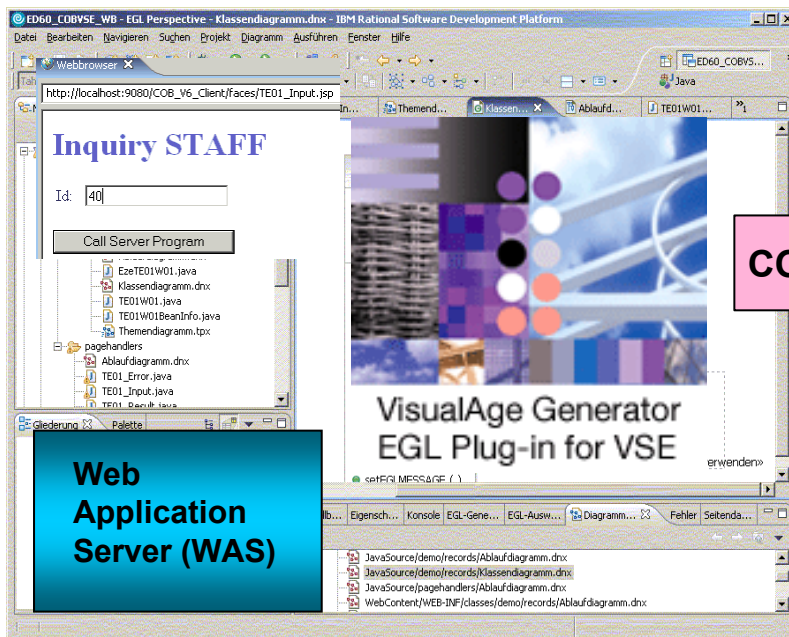 ED60_COBVSE_WB - EGL Perspective - Klassendiagramm.dnx - IBM Rational Software Development Platform
Datei Bearbeiten Navigieren Suchen Projekt Diagramm Ausführen Fenster Hilfe
ED60_COBVS...
Java
Webbrowser
http://localhost:9080/COB_V6_Client/faces/TE01_Input.jsp
Themend...
Klassen...
Ablaufd...
TE01W01...
Inquiry STAFF
Id: 40
Call Server Program
EzeTE01W01.java
Klassendiagramm.dnx
TE01W01.java
TE01W01BeanInfo.java
Themendiagramm.tpx
pagehandlers
Ablaufdiagramm.dnx
TE01_Error.java
TE01_Input.java
TE01_Result.java
VisualAge Generator
EGL Plug-in for VSE
CO
erwenden»
setEGLMESSAGE ( )
Gliederung Palette
Web
Application
Server (WAS)
Eigensch... Konsole EGL-Gene... EGL-Ausw... Diagramm... Fehler Seitenda...
JavaSource/demo/records/Ablaufdiagramm.dnx
JavaSource/demo/records/Klassendiagramm.dnx
JavaSource/pagehandlers/Ablaufdiagramm.dnx
WebContent/WEB-INF/classes/demo/records/Ablaufdiagramm.dnx